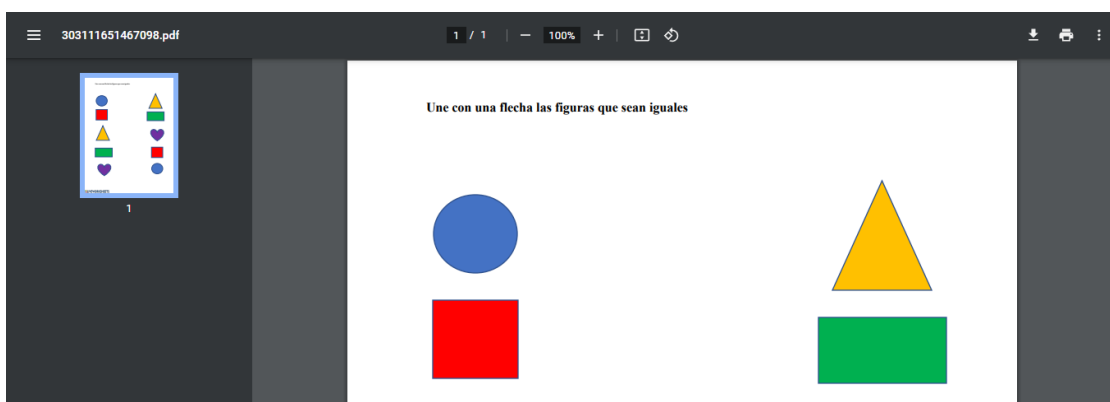 303111651467098.pdf
1 / 1
100%
Une con una flecha las figuras que sean iguales
1